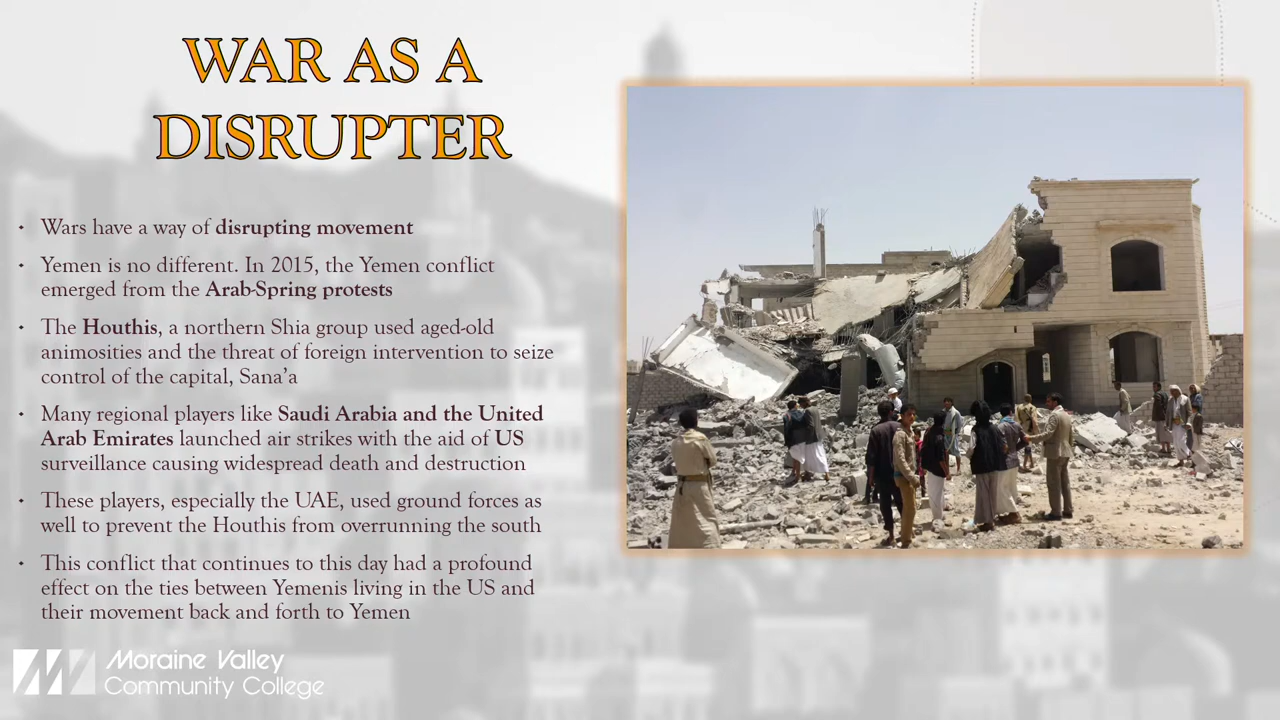 WAR AS A
DISRUPTER
• Wars have a way of disrupting movement
• Yemen is no different. In 2015, the Yemen conflict
emerged from the Arab-Spring protests
• The Houthis, a northern Shia group used aged-old
animosities and the threat of foreign intervention to seize
control of the capital, Sana’a
• Many regional players like Saudi Arabia and the United
Arab Emirates launched air strikes with the aid of US
surveillance causing widespread death and destruction
• These players, especially the UAE, used ground forces as
well to prevent the Houthis from overrunning the south
• This conflict that continues to this day had a profound
effect on the ties between Yemenis living in the US and
their movement back and forth to Yemen
Moraine Valley
Community College